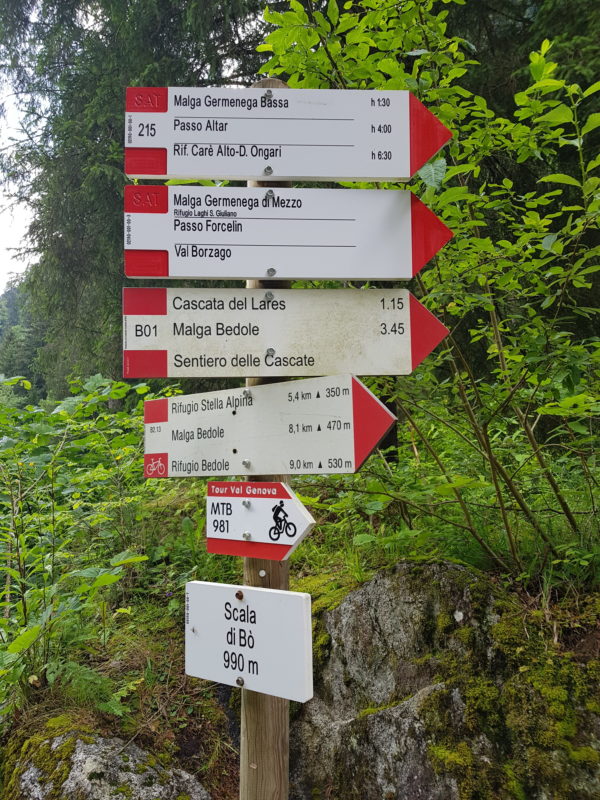 SAT
Malga Germenega Bassa h 1:30
215
Passo Altar h 4:00
Rif. Carè Alto-D. Ongari h 6:30
SAT
Malga Germenega di Mezzo
Rifugio Laghi S. Giuliano
Passo Forcelin
Val Borzago
Cascata del Lares 1.15
B01 Malga Bedole 3.45
Sentiero delle Cascate
Rifugio Stella Alpina 5,4 km ▲ 350 m
B2.13
Malga Bedole 8,1 km ▲ 470 m
Rifugio Bedole 9,0 km ▲ 530 m
Tour Val Genova
MTB
981
Scala
di Bò
990 m